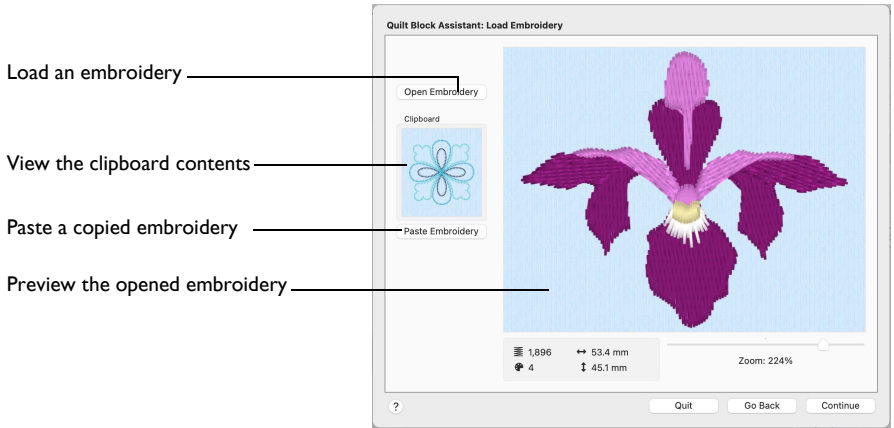 Quilt Block Assistant: Load Embroidery
Load an embroidery
Open Embroidery
Clipboard
View the clipboard contents
Paste a copied embroidery
Paste Embroidery
Preview the opened embroidery
1,896
53.4 mm
4
45.1 mm
Zoom: 224%
?
Quit
Go Back
Continue